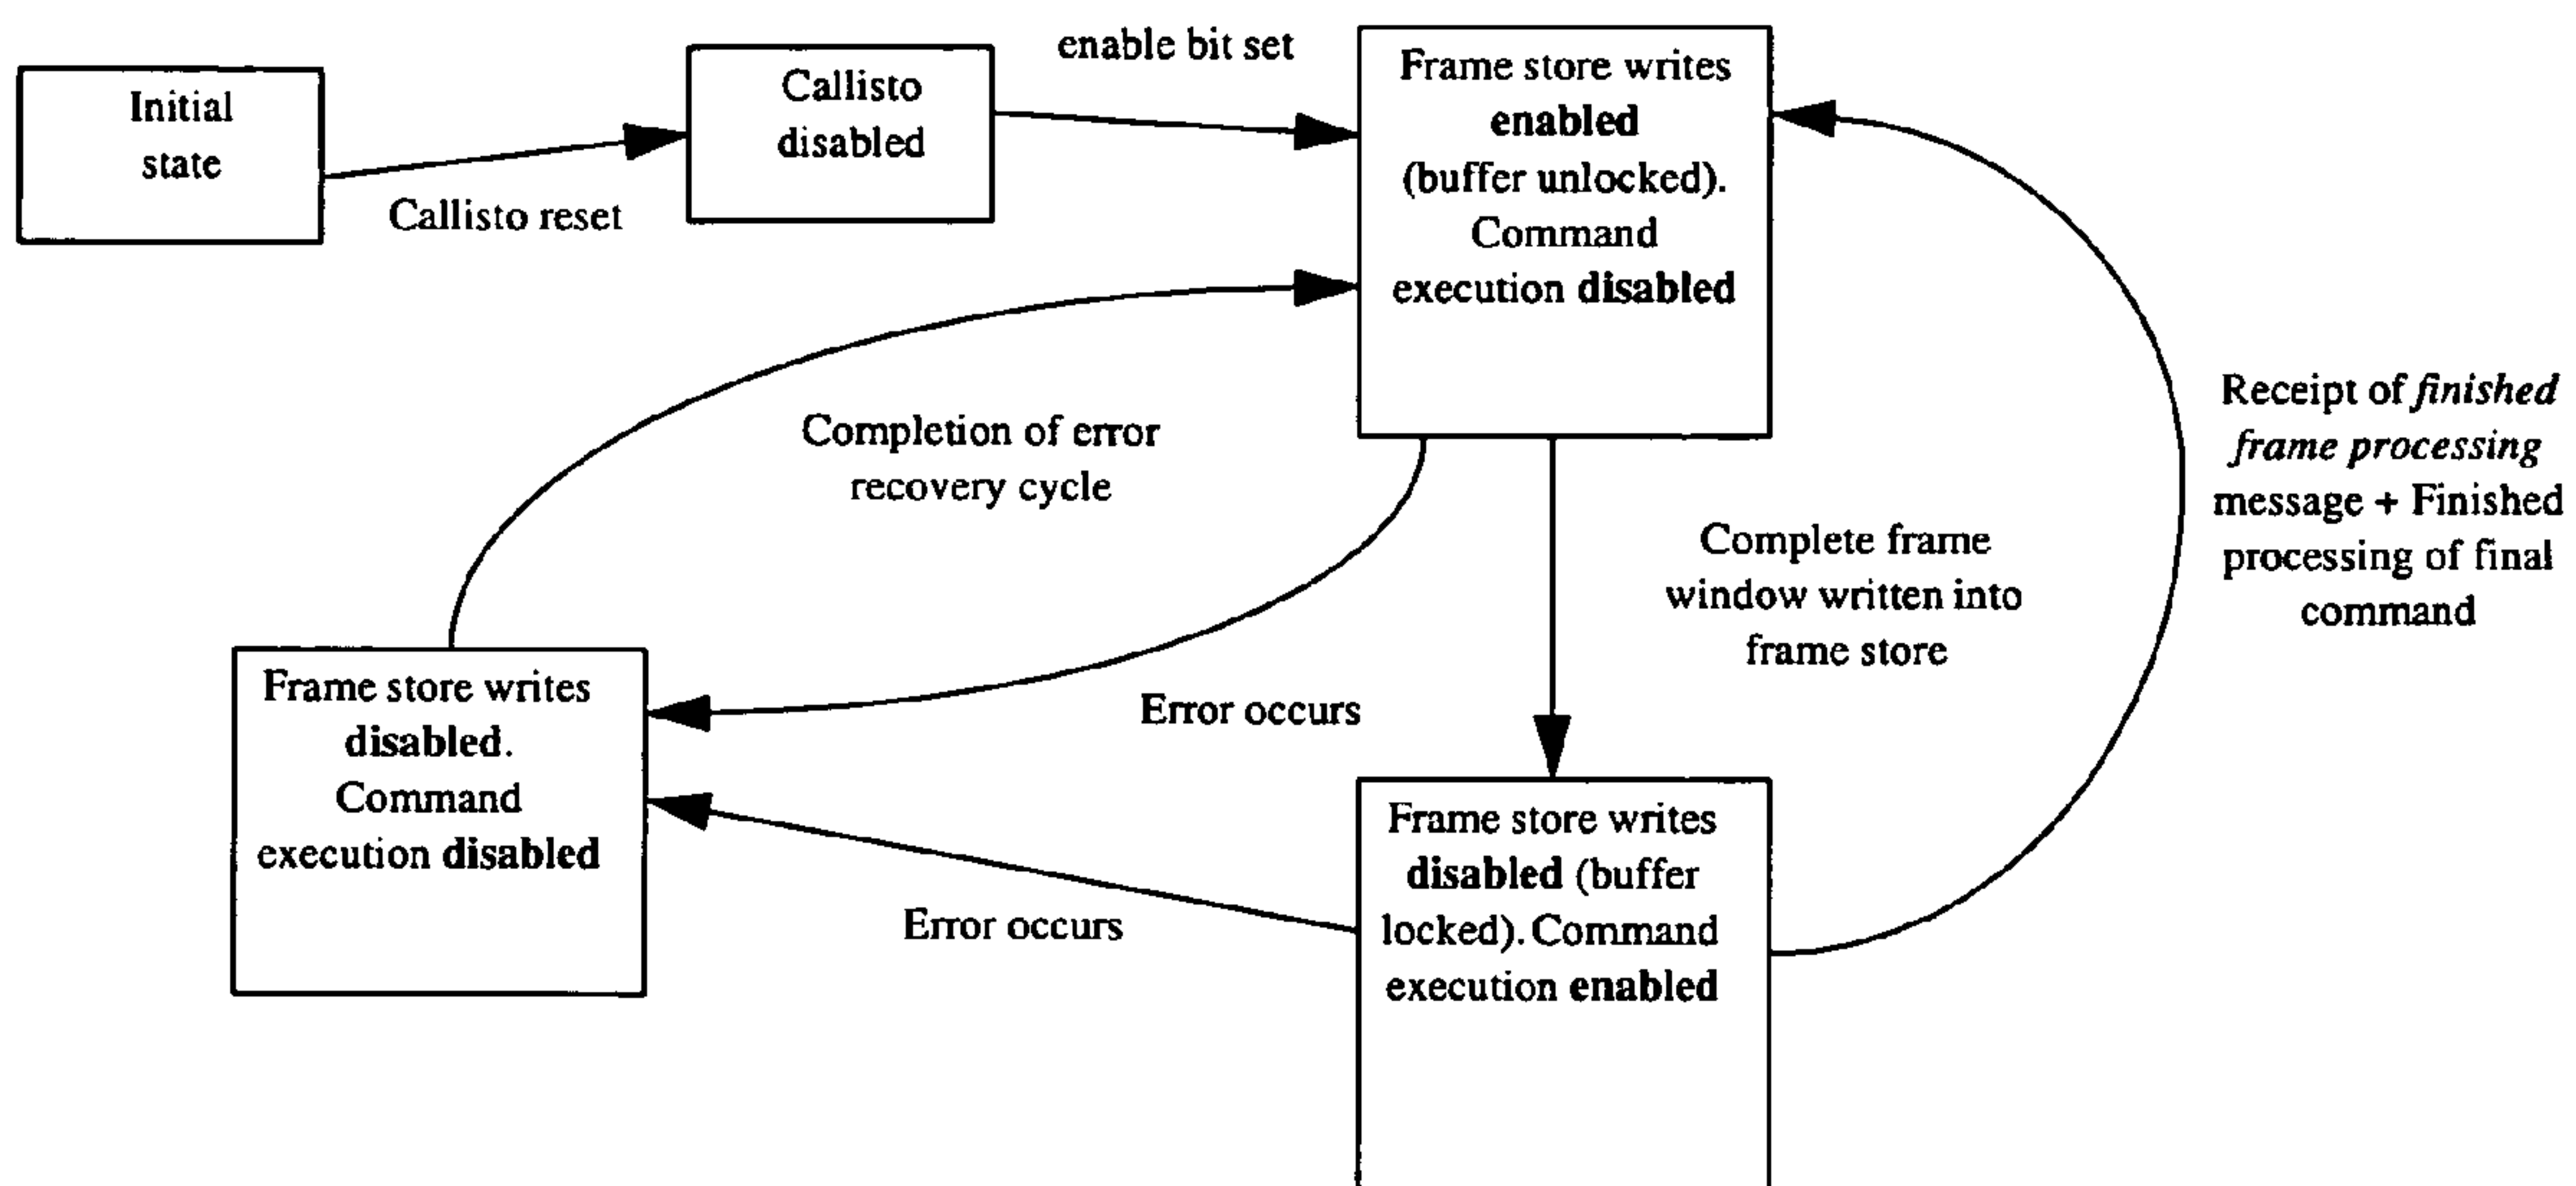 Initial
state
Callisto reset
Callisto
disabled
enable bit set
Frame store writes
enabled
(buffer unlocked).
Command
execution disabled
Completion of error
recovery cycle
Error occurs
Complete frame
window written into
frame store
Receipt of finished
frame processing
message + Finished
processing of final
command
Frame store writes
disabled.
Command
execution disabled
Error occurs
Frame store writes
disabled (buffer
locked). Command
execution enabled